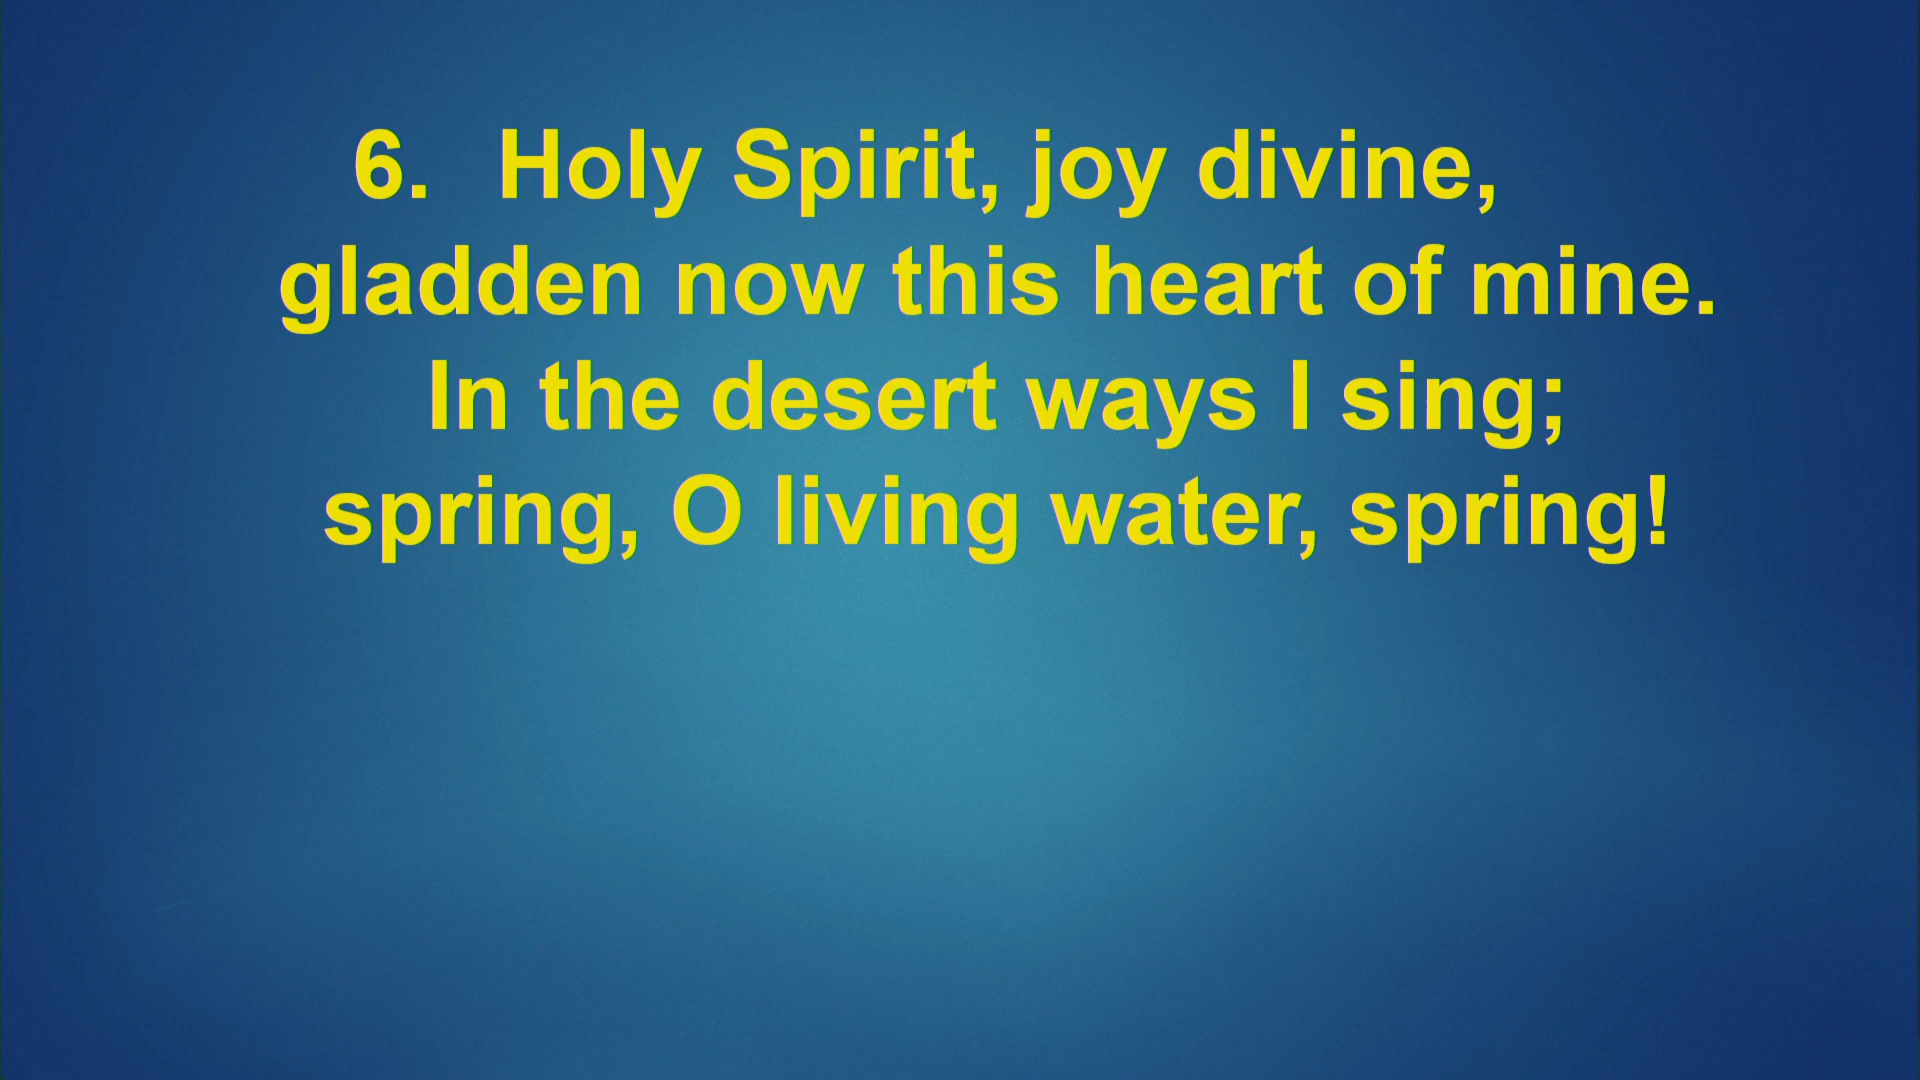 6. Holy Spirit, joy divine,
gladden now this heart of mine.
In the desert ways I sing;
spring, O living water, spring!